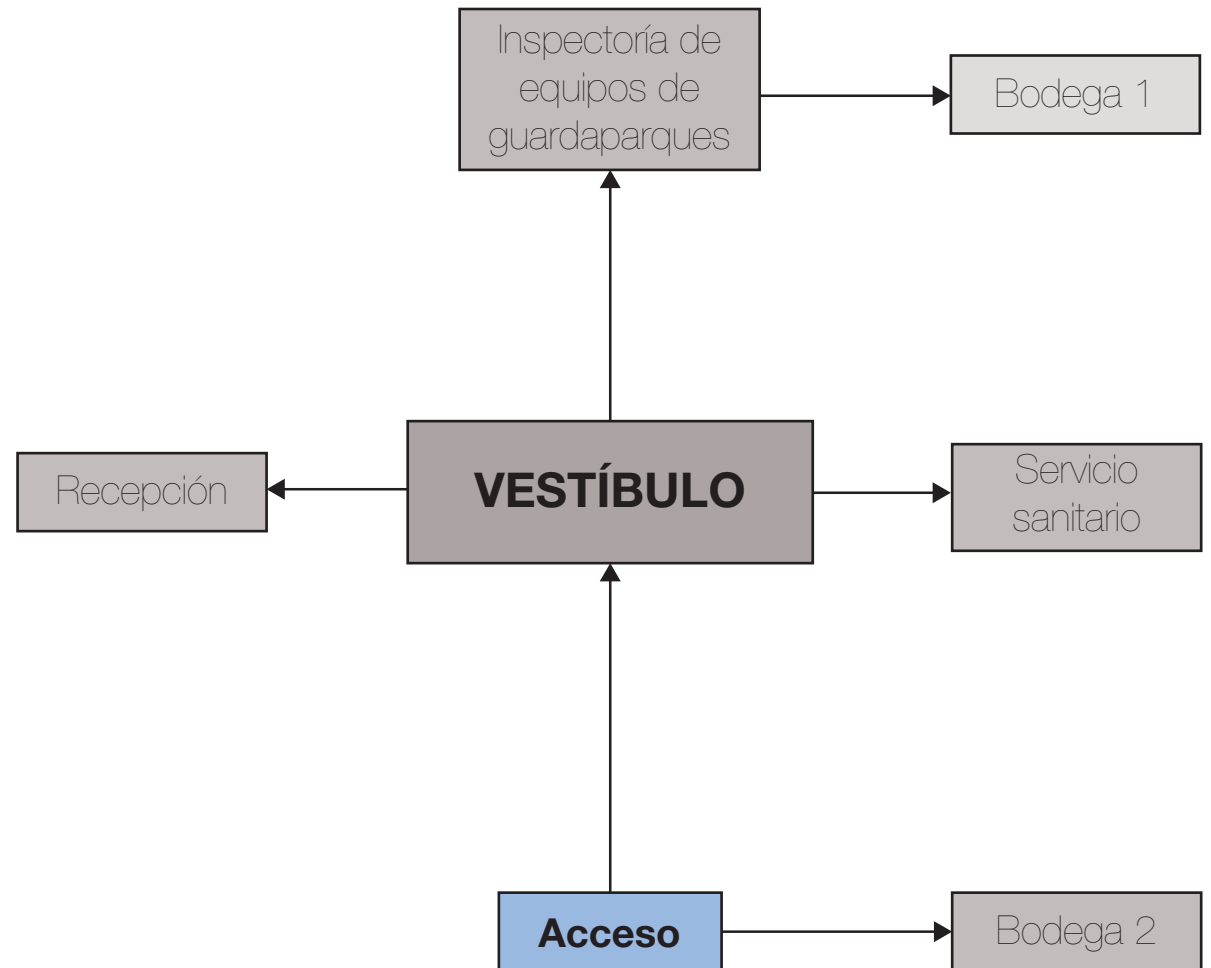 Inspectoría de
equipos de
guardaparques
Bodega 1
Recepción
VESTÍBULO
Servicio
sanitario
Acceso
Bodega 2